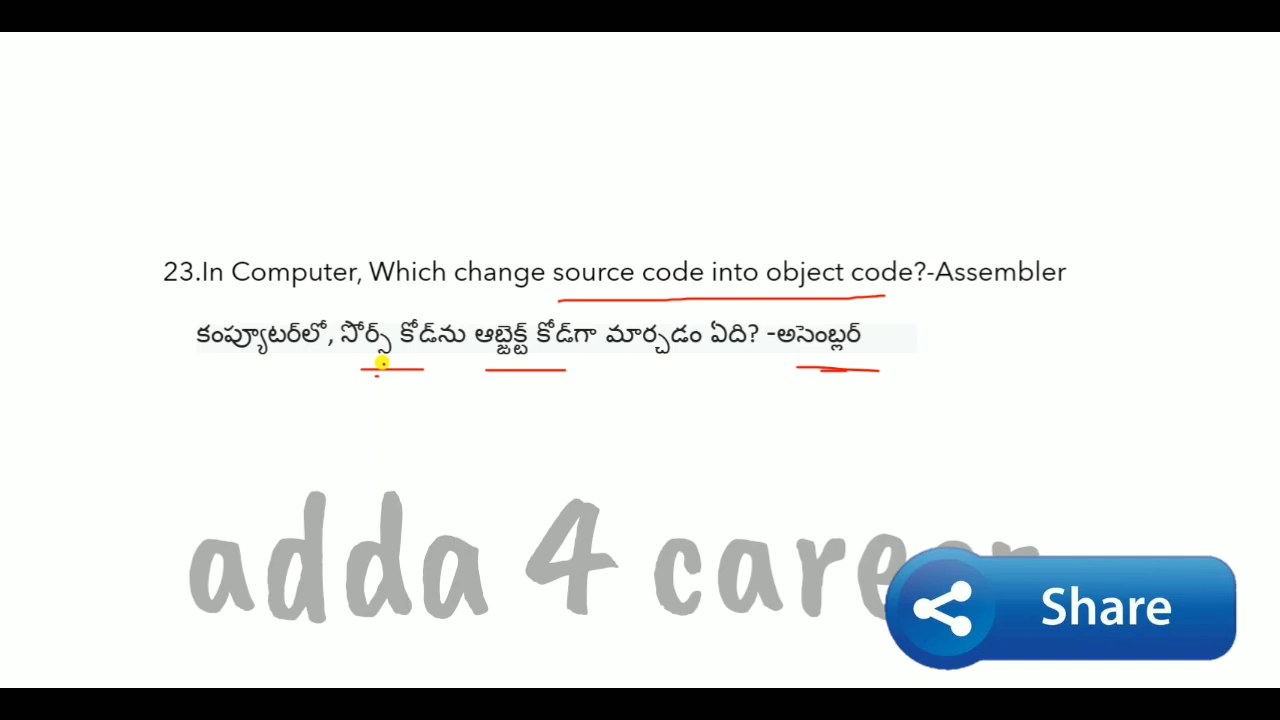 23.In Computer, Which change source code into object code?-Assembler
కంప్యూటర్‌లో, సోర్స్ కోడ్‌ను ఆబ్జెక్ట్ కోడ్‌గా మార్చడం ఏది? -అసెంబ్లర్
adda 4 career
Share